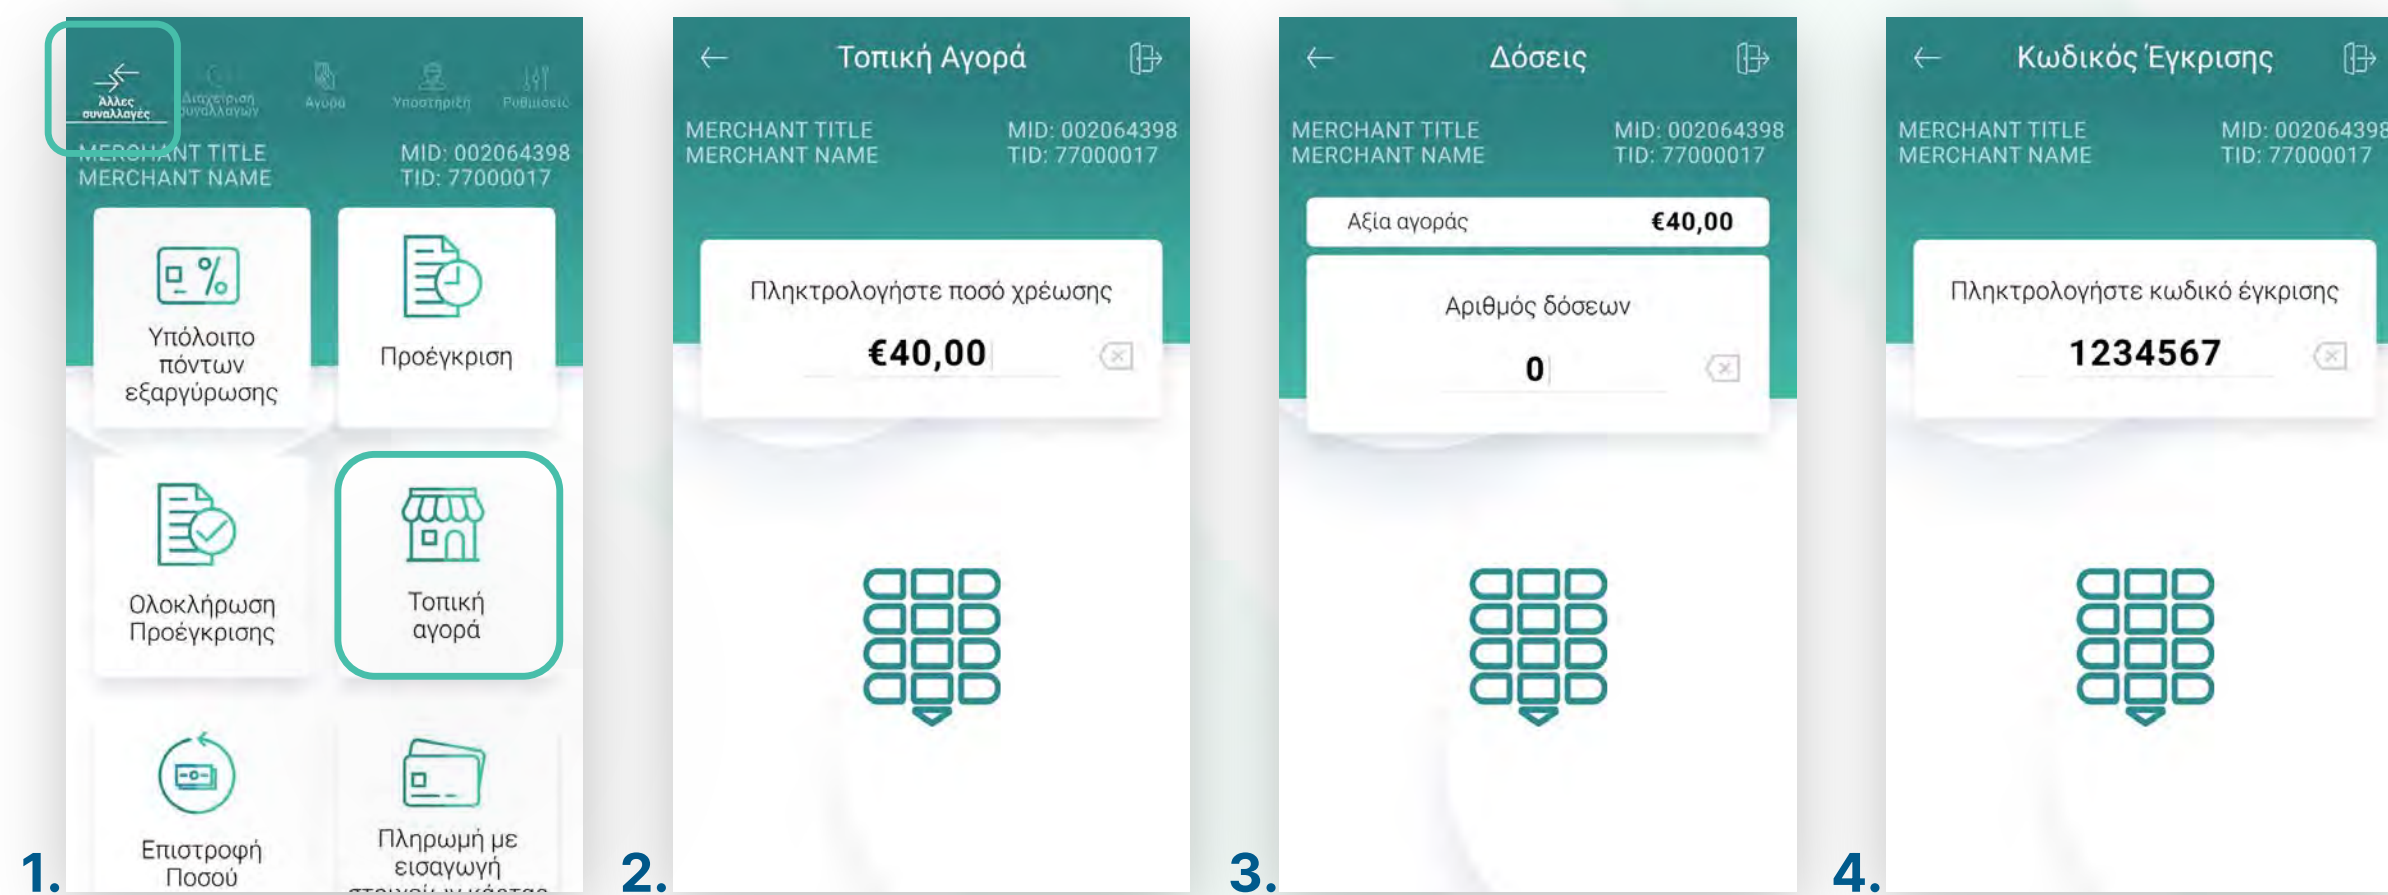 Άλλες
συναλλαγές
Διαχείριση
συναλλαγών
Αγορά
Υποστήριξη
Ρυθμίσεις
MERCHANT TITLE
MERCHANT NAME
MID: 002064398
TID: 77000017
Υπόλοιπο
πόντων
εξαργύρωσης
Προέγκριση
Ολοκλήρωση
Προέγκρισης
Τοπική
αγορά
Επιστροφή
Ποσού
Πληρωμή με
εισαγωγή
στοιχείων κάρτας
1.
Τοπική Αγορά
MERCHANT TITLE
MERCHANT NAME
MID: 002064398
TID: 77000017
Πληκτρολογήστε ποσό χρέωσης
€40,00
2.
Δόσεις
MERCHANT TITLE
MERCHANT NAME
MID: 002064398
TID: 77000017
Αξία αγοράς €40,00
Αριθμός δόσεων
0
3.
Κωδικός Έγκρισης
MERCHANT TITLE
MERCHANT NAME
MID: 002064398
TID: 77000017
Πληκτρολογήστε κωδικό έγκρισης
1234567
4.